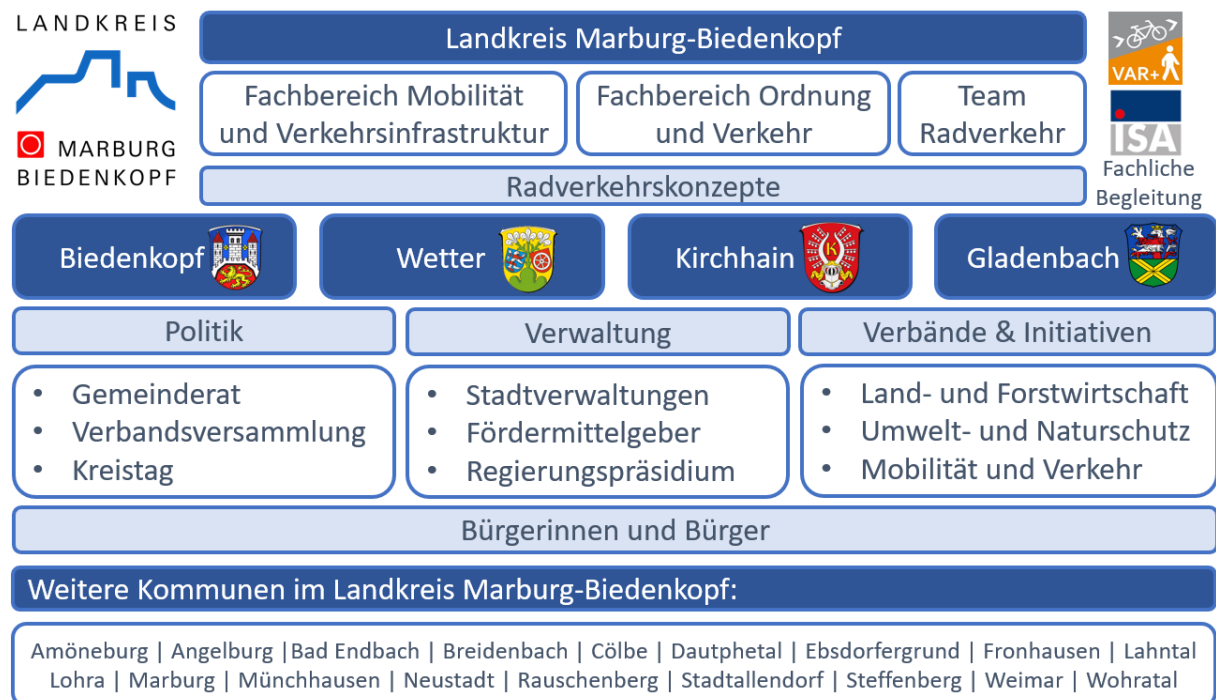 LANDKREIS
MARBURG
BIEDENKOPF
Landkreis Marburg-Biedenkopf
Fachbereich Mobilität
und Verkehrsinfrastruktur
Fachbereich Ordnung
und Verkehr
Team
Radverkehr
VAR+
ISA
Fachliche
Begleitung
Radverkehrskonzepte
Biedenkopf
Wetter
Kirchhain
K
Gladenbach
Politik
Verwaltung
Verbände & Initiativen
• Gemeinderat
• Verbandsversammlung
• Kreistag
• Stadtverwaltungen
• Fördermittelgeber
• Regierungspräsidium
• Land- und Forstwirtschaft
• Umwelt- und Naturschutz
• Mobilität und Verkehr
Bürgerinnen und Bürger
Weitere Kommunen im Landkreis Marburg-Biedenkopf:
Amöneburg | Angelburg |Bad Endbach | Breidenbach | Cölbe | Dautphetal | Ebsdorfergrund | Fronhausen | Lahntal
Lohra | Marburg | Münchhausen | Neustadt | Rauschenberg | Stadtallendorf | Steffenberg | Weimar | Wohratal